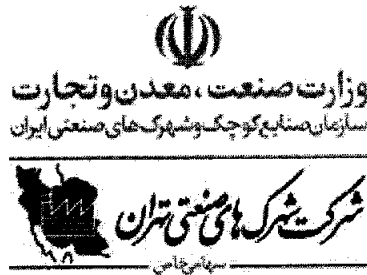 وزارت صنعت، معدن و تجارت
سازمان صنایع کوچک و شهرک‌های صنعتی ایران
شرکت شهرک‌های صنعتی تهران
سهامی خاص